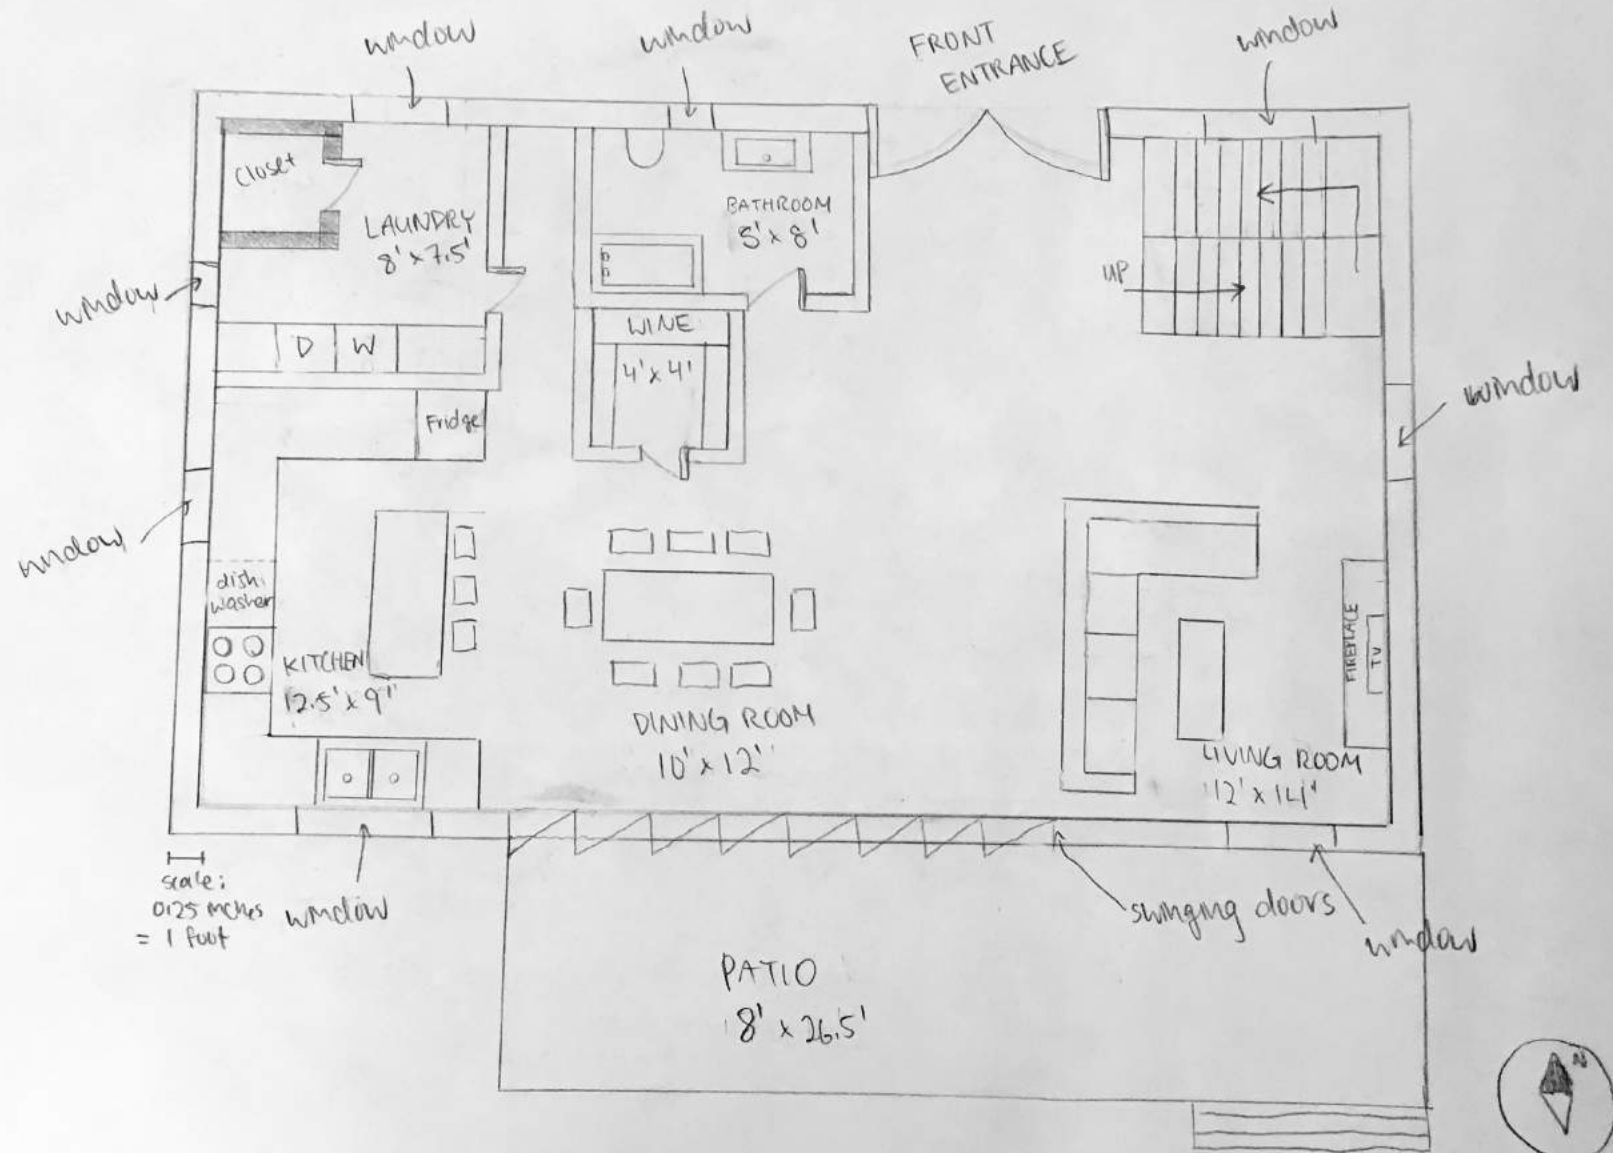 window
window
FRONT
ENTRANCE
window
closet
LAUNDRY
8' x 7.5'
BATHROOM
8' x 8'
UP
window
WINE
D
W
4' x 4'
window
Fridge
window
dish
washer
KITCHEN
12.5' x 9'
DINING ROOM
10' x 12'
FIREPLACE
TV
LIVING ROOM
12' x 14'
scale:
0.125 inches
= 1 foot
window
swinging doors
window
PATIO
8' x 26.5'
N